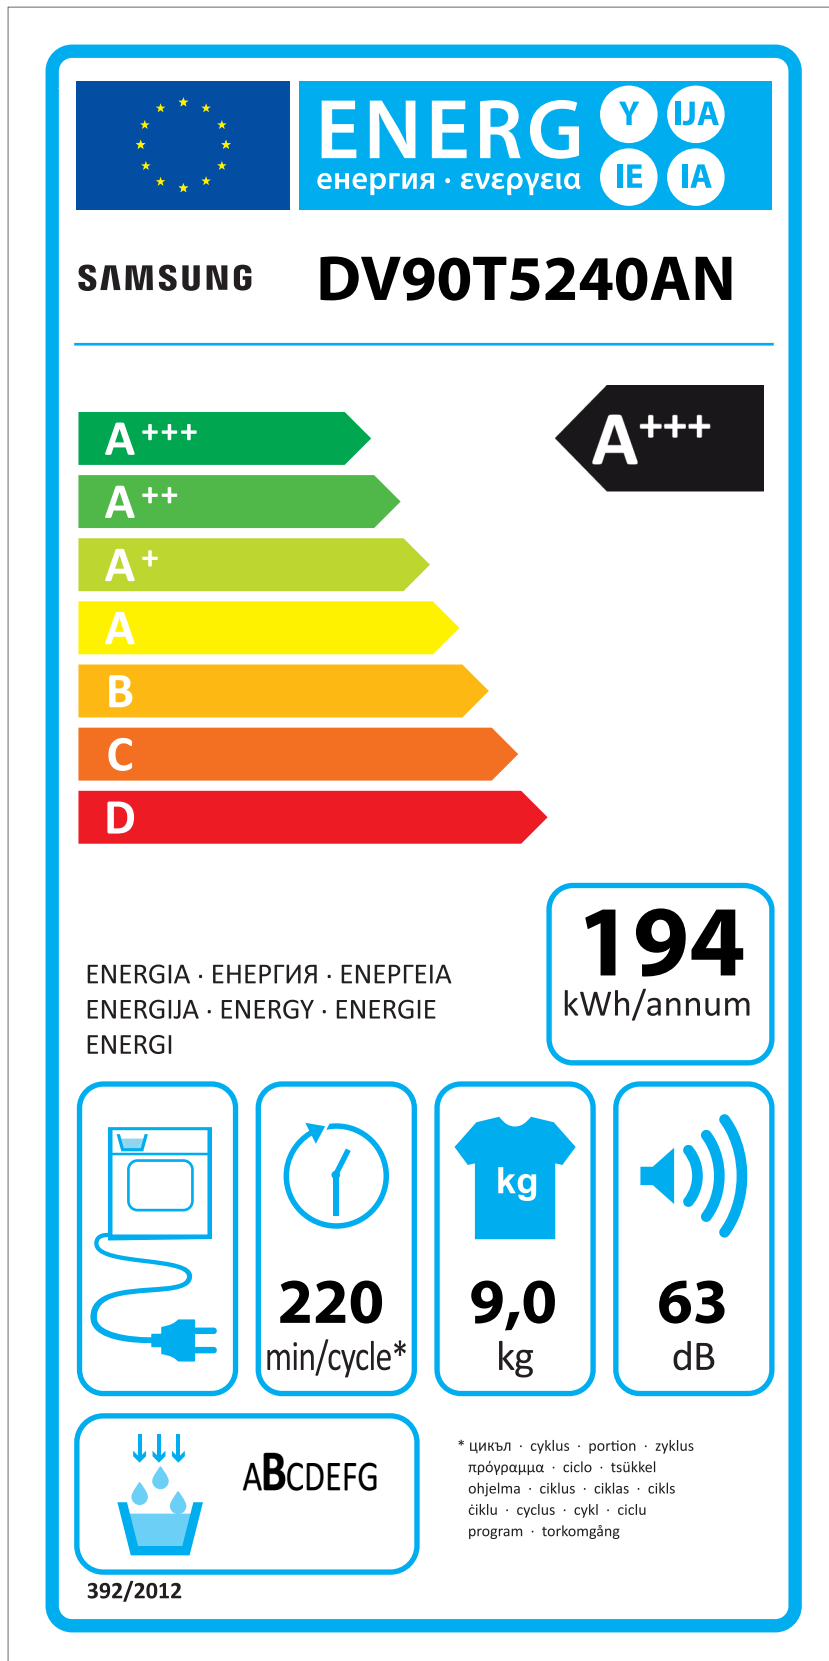 ENERG
Y IJA
IE IA
енергия · ενεργεια
SAMSUNG DV90T5240AN
A+++
A+++
A++
A+
A
B
C
D
194
kWh/annum
ENERGIA · ЕНЕРГИЯ · ΕΝΕΡΓΕΙΑ
ENERGIJA · ENERGY · ENERGIE
ENERGI
220
min/cycle*
kg
9,0
kg
63
dB
ABCDEFG
* цикъл · cyklus · portion · zyklus
πρόγραμμα · ciclo · tsükkel
ohjelma · ciklus · ciklas · cikls
ċiklu · cyclus · cykl · ciclu
program · torkomgång
392/2012